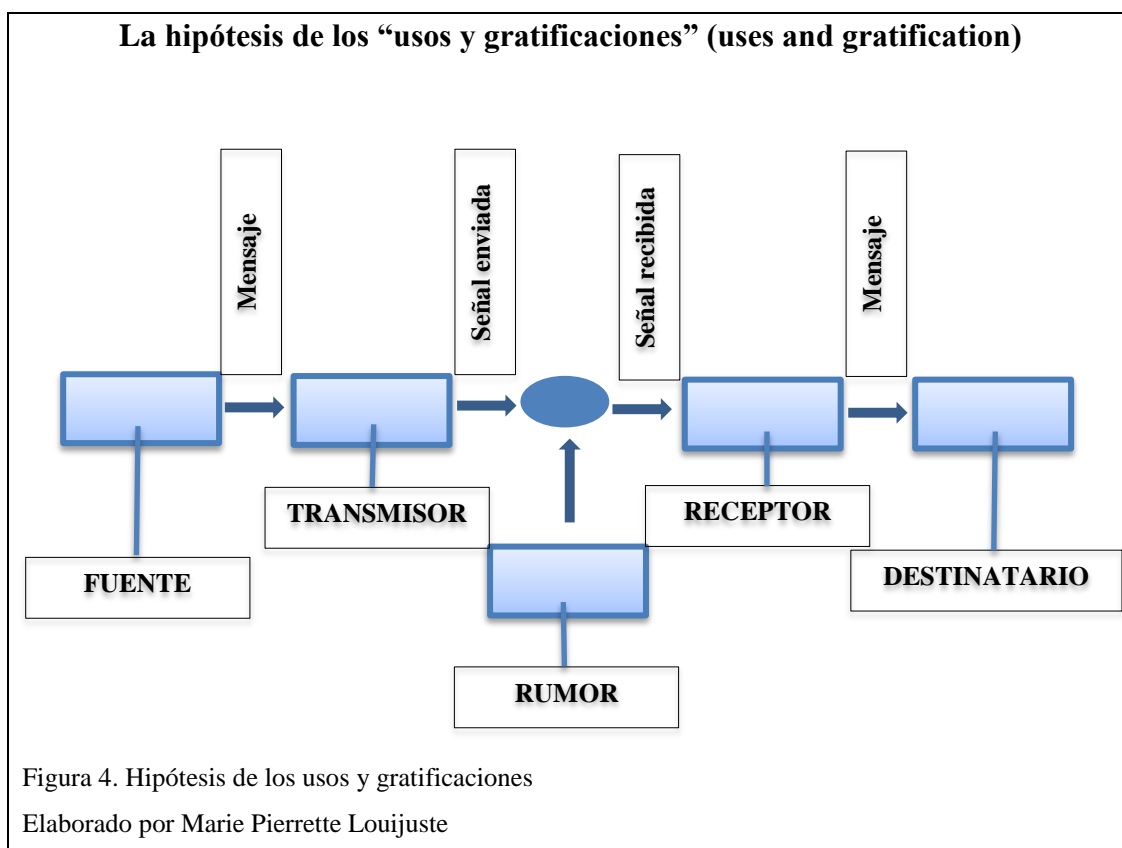 La hipótesis de los “usos y gratificaciones” (uses and gratification)
Mensaje
Señal enviada
Señal recibida
Mensaje
TRANSMISOR
RECEPTOR
FUENTE
DESTINATARIO
RUMOR
Figura 4. Hipótesis de los usos y gratificaciones
Elaborado por Marie Pierrette Louijuste